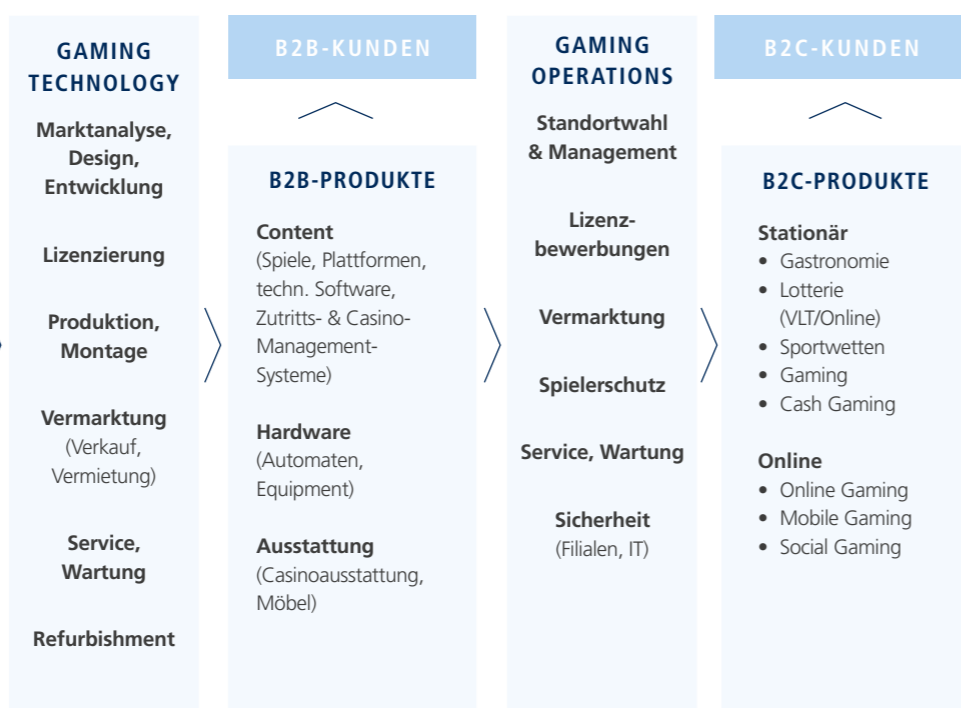 GAMING
TECHNOLOGY
Marktanalyse,
Design,
Entwicklung
Lizenzierung
Produktion,
Montage
Vermarktung
(Verkauf,
Vermietung)
Service,
Wartung
Refurbishment
B2B-KUNDEN
B2B-PRODUKTE
Content
(Spiele, Plattformen,
techn. Software,
Zutritts- & Casino-
Management-
Systeme)
Hardware
(Automaten,
Equipment)
Ausstattung
(Casinoausstattung,
Möbel)
GAMING
OPERATIONS
Standortwahl
& Management
Lizenz-
bewerbungen
Vermarktung
Spielerschutz
Service, Wartung
Sicherheit
(Filialen, IT)
B2C-KUNDEN
B2C-PRODUKTE
Stationär
• Gastronomie
• Lotterie
(VLT/Online)
• Sportwetten
• Gaming
• Cash Gaming
Online
• Online Gaming
• Mobile Gaming
• Social Gaming